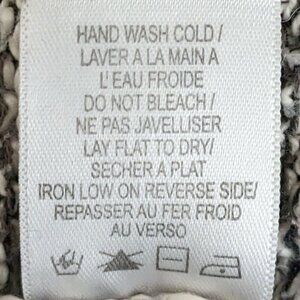 HAND WASH COLD /
LAVER A LA MAIN A
L'EAU FROIDE
DO NOT BLEACH /
NE PAS JAVELLISER
LAY FLAT TO DRY/
SECHER A PLAT
IRON LOW ON REVERSE SIDE/
REPASSER AU FER FROID
AU VERSO